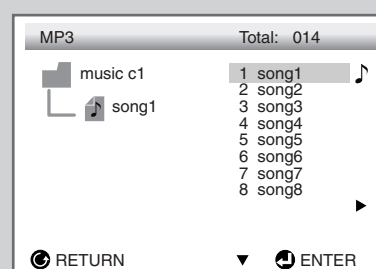 MP3 Total: 014
music c1
song1
1 song1
2 song2
3 song3
4 song4
5 song5
6 song6
7 song7
8 song8
RETURN ENTER